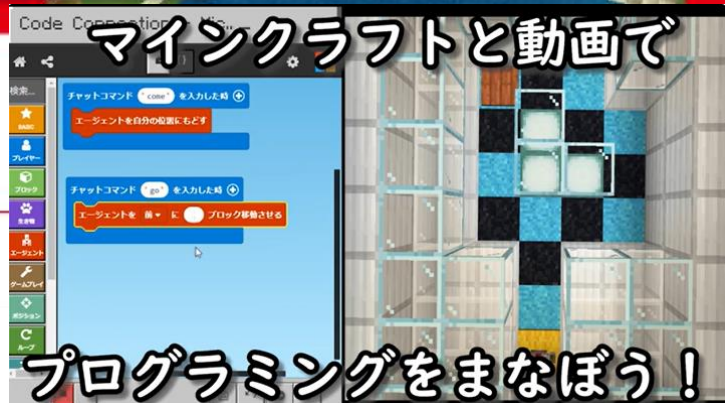 Code Connection
マインクラフトと動画で
検索...
BASIC
プレイヤー
ブロック
生き物
エージェント
ゲームプレイ
ポジション
ループ
チャットコマンド "come" を入力した時
エージェントを自分の位置にもどす
チャットコマンド "go" を入力した時
エージェントを 前 に ブロック移動させる
プログラミングをまなぼう！